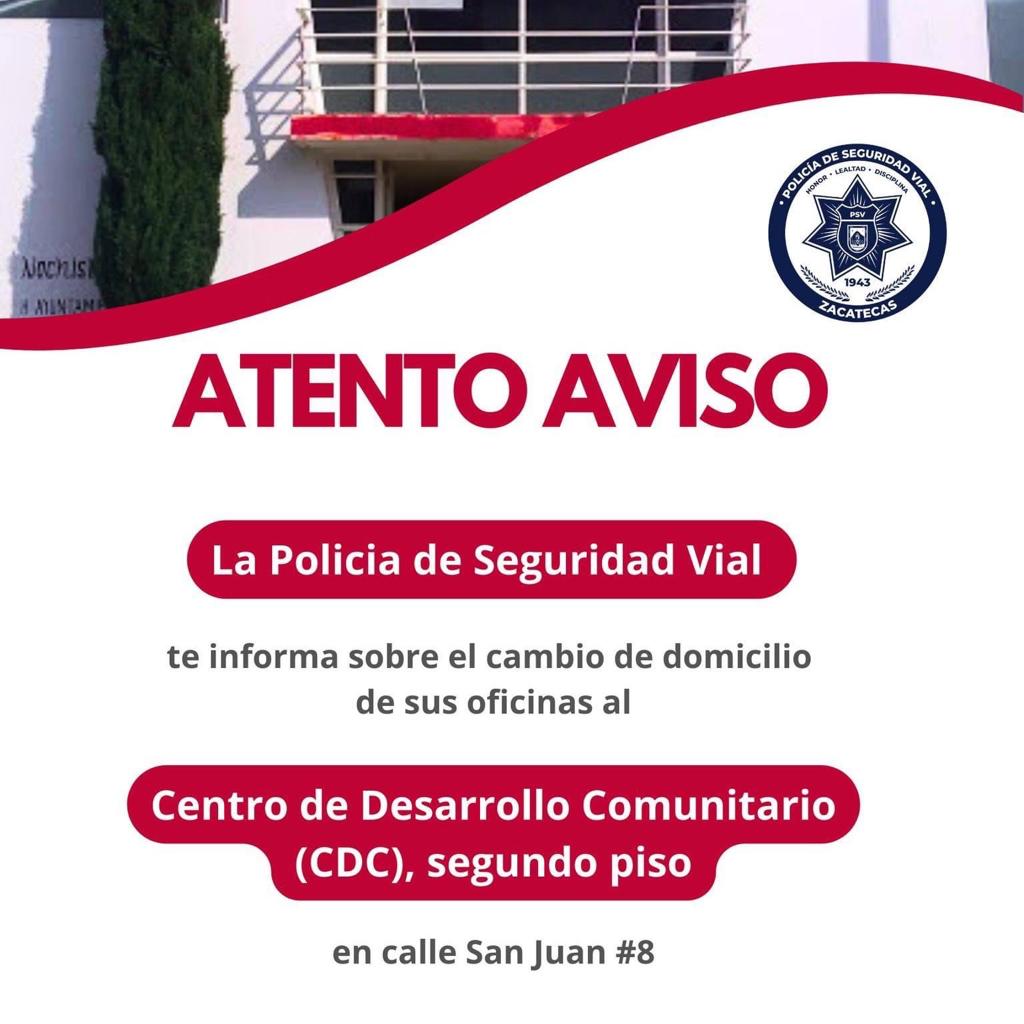 Nochist
H AYUNTAM
• POLICÍA DE SEGURIDAD VIAL •
HONOR • LEALTAD • DISCIPLINA
PSV
1943
ZACATECAS
ATENTO AVISO
La Policia de Seguridad Vial
te informa sobre el cambio de domicilio
de sus oficinas al
Centro de Desarrollo Comunitario
(CDC), segundo piso
en calle San Juan #8